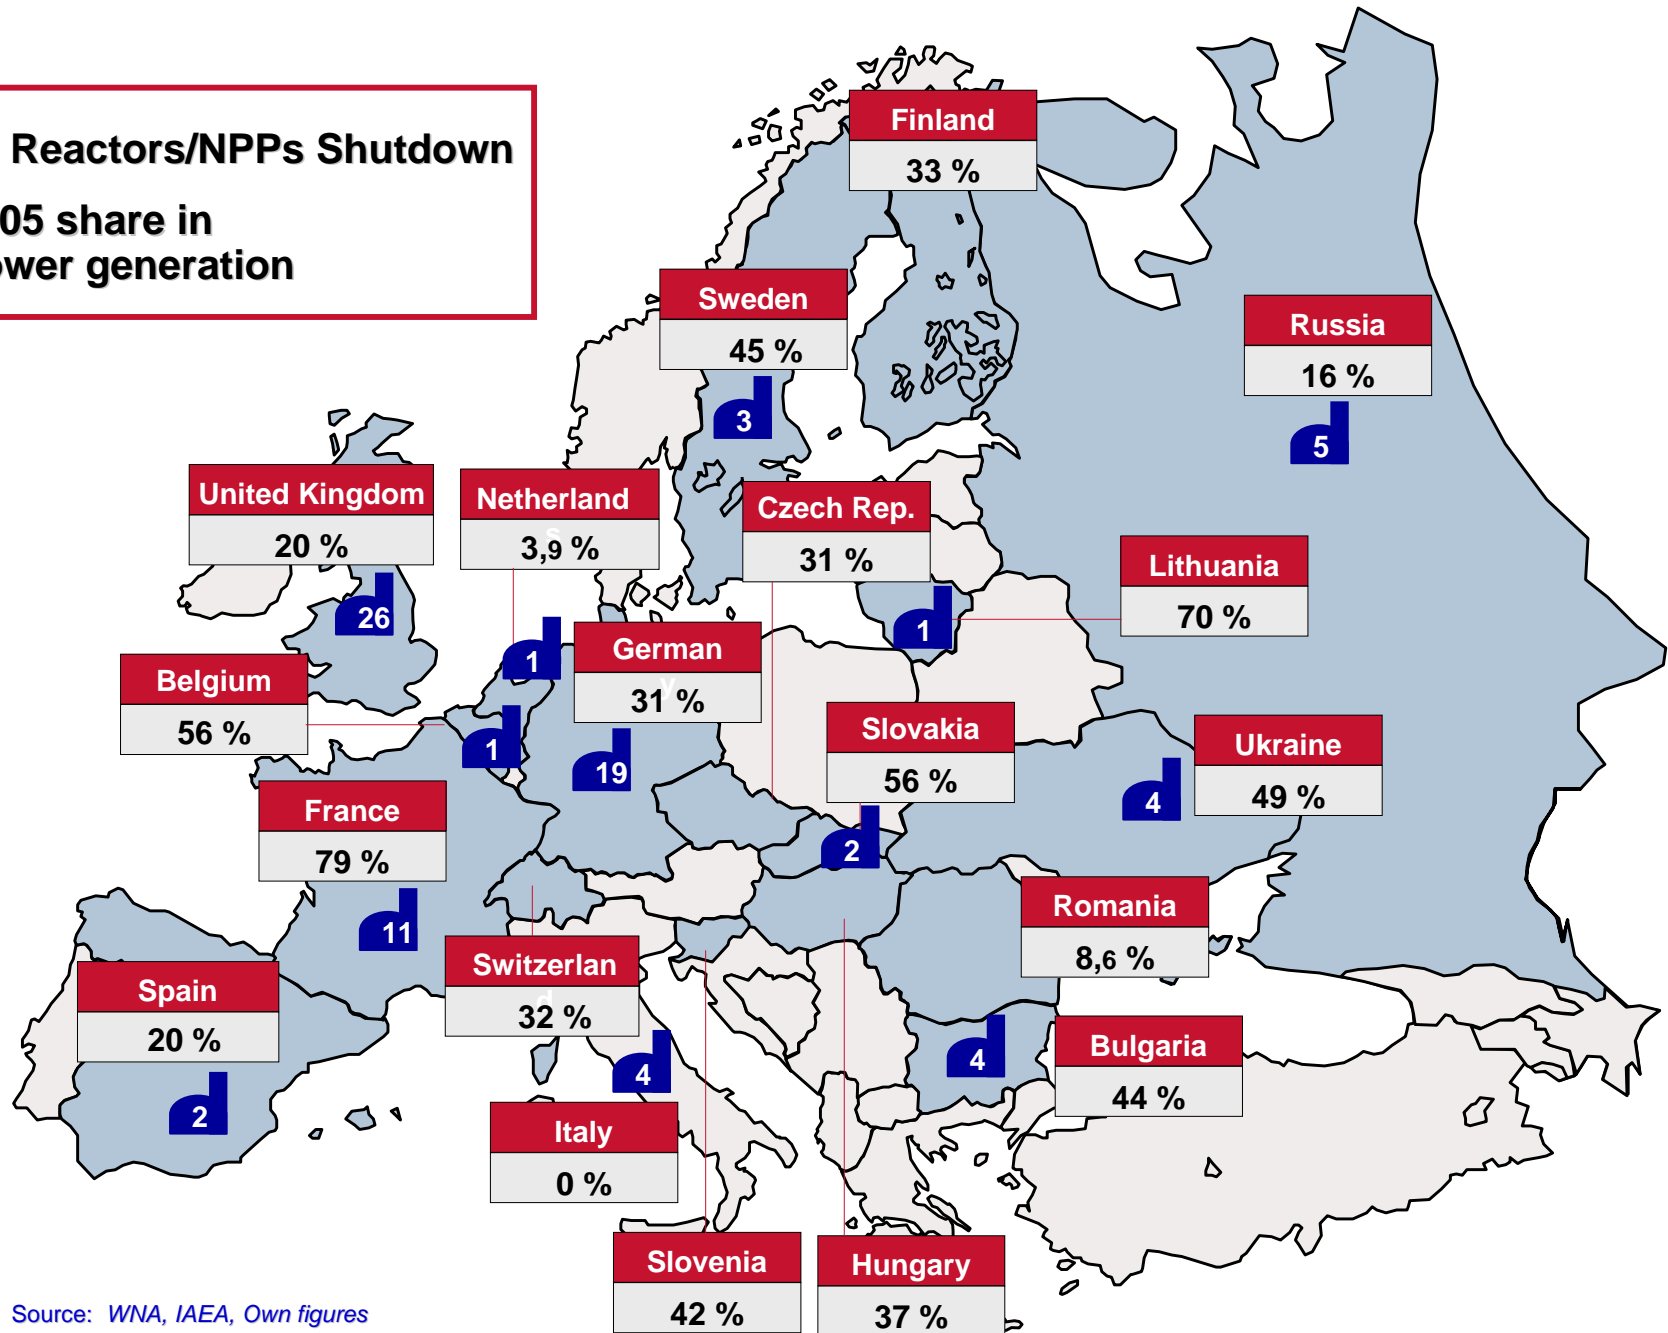 Reactors/NPPs Shutdown
05 share in
ower generation
Finland
33 %
Sweden
45 %
3
Russia
16 %
5
United Kingdom
20 %
26
Netherland
s
3,9 %
1
Czech Rep.
31 %
Lithuania
70 %
1
Belgium
56 %
1
German
y
31 %
19
Slovakia
56 %
2
Ukraine
49 %
4
France
79 %
11
Switzerlan
d
32 %
Romania
8,6 %
Spain
20 %
2
4
Italy
0 %
Bulgaria
44 %
4
Slovenia
42 %
Hungary
37 %
Source: WNA, IAEA, Own figures